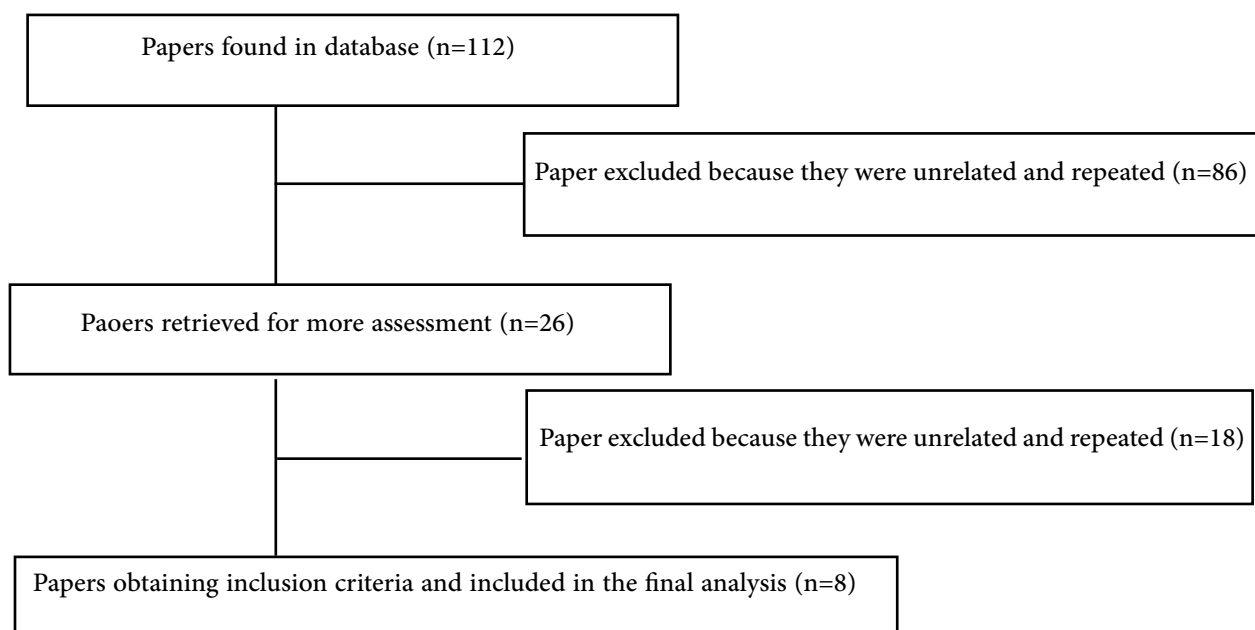 Papers found in database (n=112)
Paper excluded because they were unrelated and repeated (n=86)
Paoers retrieved for more assessment (n=26)
Paper excluded because they were unrelated and repeated (n=18)
Papers obtaining inclusion criteria and included in the final analysis (n=8)